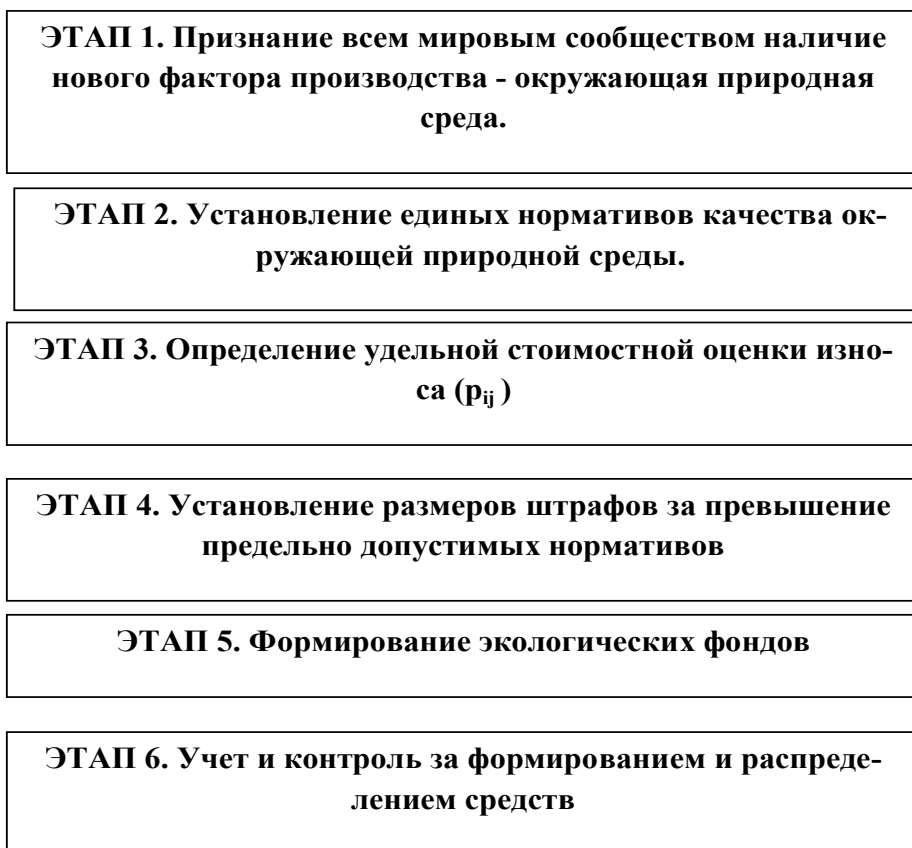 ЭТАП 1. Признание всем мировым сообществом наличие
нового фактора производства - окружающая природная
среда.
ЭТАП 2. Установление единых нормативов качества ок-
ружающей природной среды.
ЭТАП 3. Определение удельной стоимостной оценки изно-
са (pij )
ЭТАП 4. Установление размеров штрафов за превышение
предельно допустимых нормативов
ЭТАП 5. Формирование экологических фондов
ЭТАП 6. Учет и контроль за формированием и распреде-
лением средств